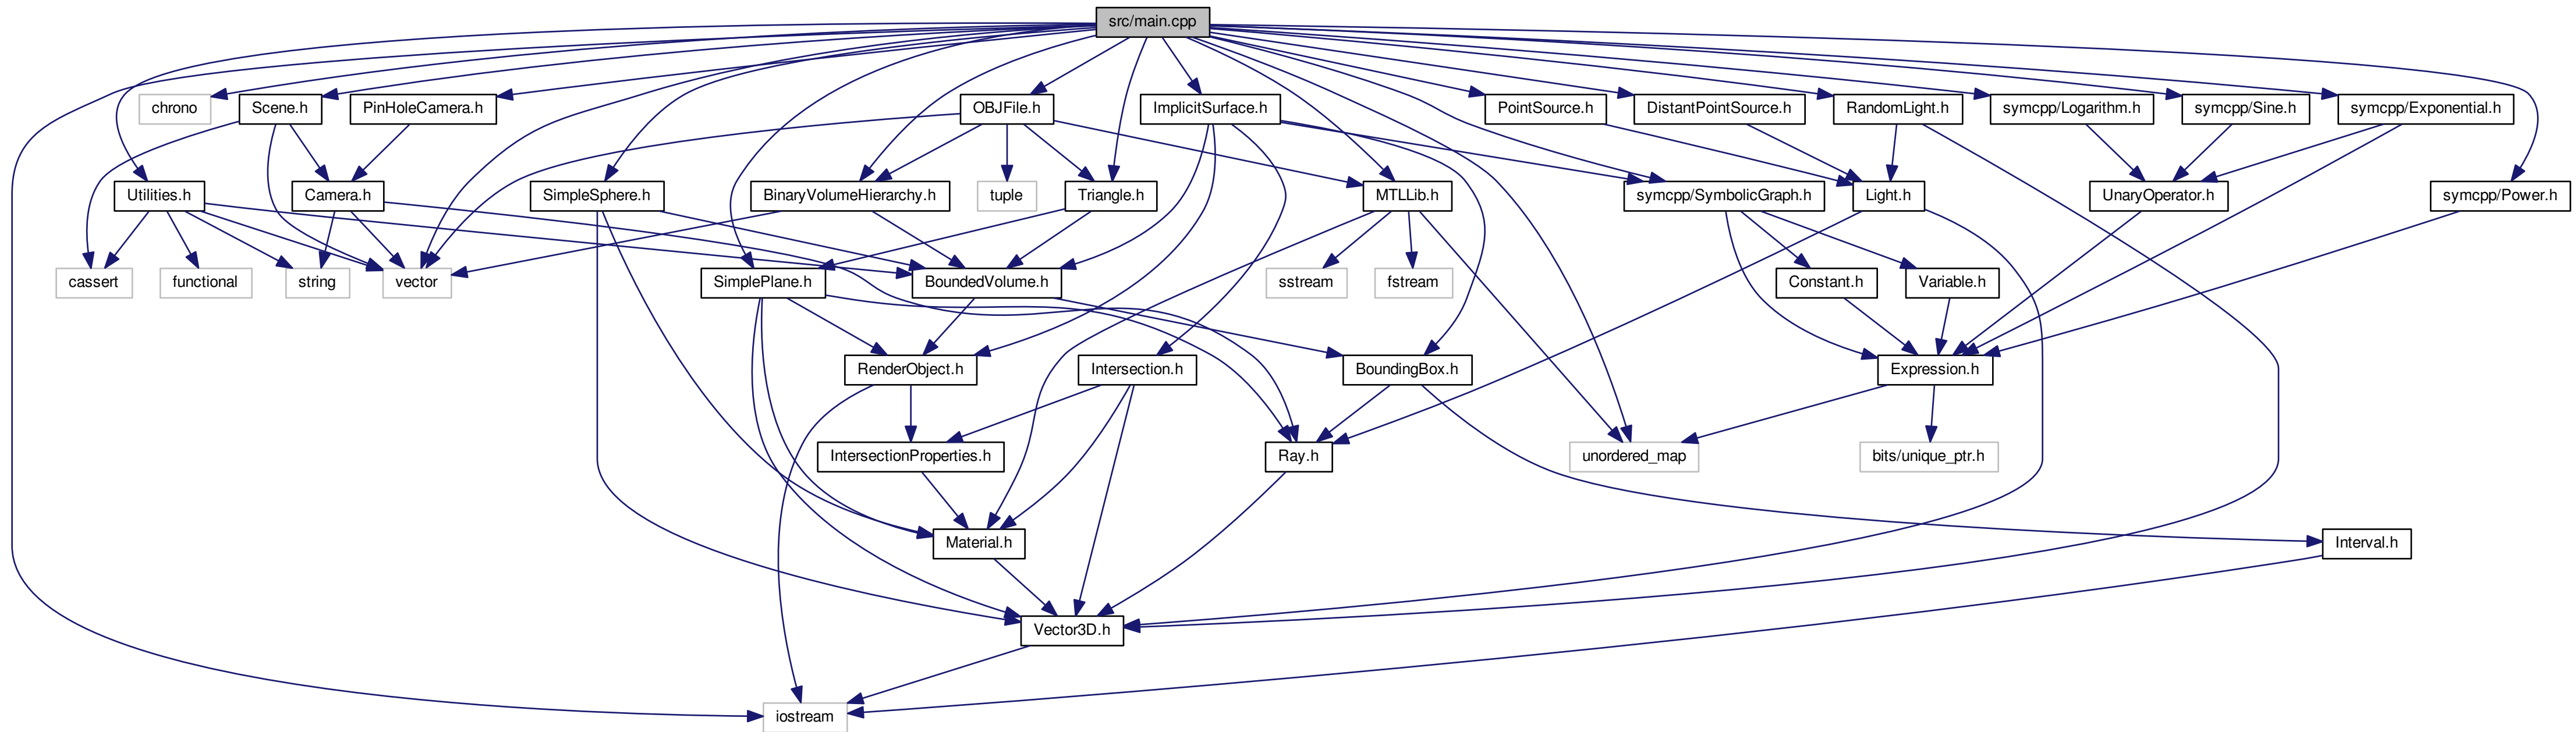 src/main.cpp
chrono
Scene.h
PinHoleCamera.h
OBJFile.h
ImplicitSurface.h
PointSource.h
DistantPointSource.h
RandomLight.h
symcpp/Logarithm.h
symcpp/Sine.h
symcpp/Exponential.h
Utilities.h
Camera.h
SimpleSphere.h
BinaryVolumeHierarchy.h
tuple
Triangle.h
MTLLib.h
symcpp/SymbolicGraph.h
Light.h
UnaryOperator.h
symcpp/Power.h
cassert
functional
string
vector
SimplePlane.h
BoundedVolume.h
sstream
fstream
Constant.h
Variable.h
RenderObject.h
Intersection.h
BoundingBox.h
Expression.h
IntersectionProperties.h
Ray.h
unordered_map
bits/unique_ptr.h
Material.h
Interval.h
Vector3D.h
iostream